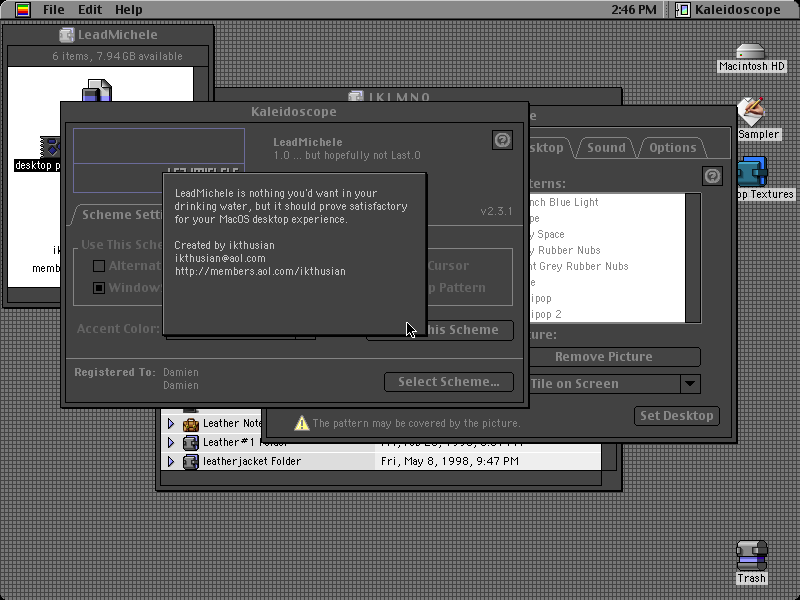 File Edit Help
2:46 PM
Kaleidoscope
LeadMichele
6 items, 7.94 GB available
desktop p
memb
I K L M N O
Kaleidoscope
LeadMichele
1.0 ... but hopefully not Last.0
v2.3.1
Scheme Setti
Use This Sche
Alternat
Window
Cursor
Pattern
Accent Color:
This Scheme
Registered To: Damien
Damien
Select Scheme...
LeadMichele is nothing you'd want in your
drinking water, but it should prove satisfactory
for your MacOS desktop experience.
Created by ikthusian
ikthusian@aol.com
http://members.aol.com/ikthusian
sktop
Sound
Options
terns:
nch Blue Light
pe
y Space
y Rubber Nubs
nt Grey Rubber Nubs
e
ipop
ipop 2
ure:
Remove Picture
Tile on Screen
The pattern may be covered by the picture.
Set Desktop
Leather Note
Leather#1 Folder
leatherjacket Folder Fri, May 8, 1998, 9:47 PM
Macintosh HD
Sampler
op Textures
Trash